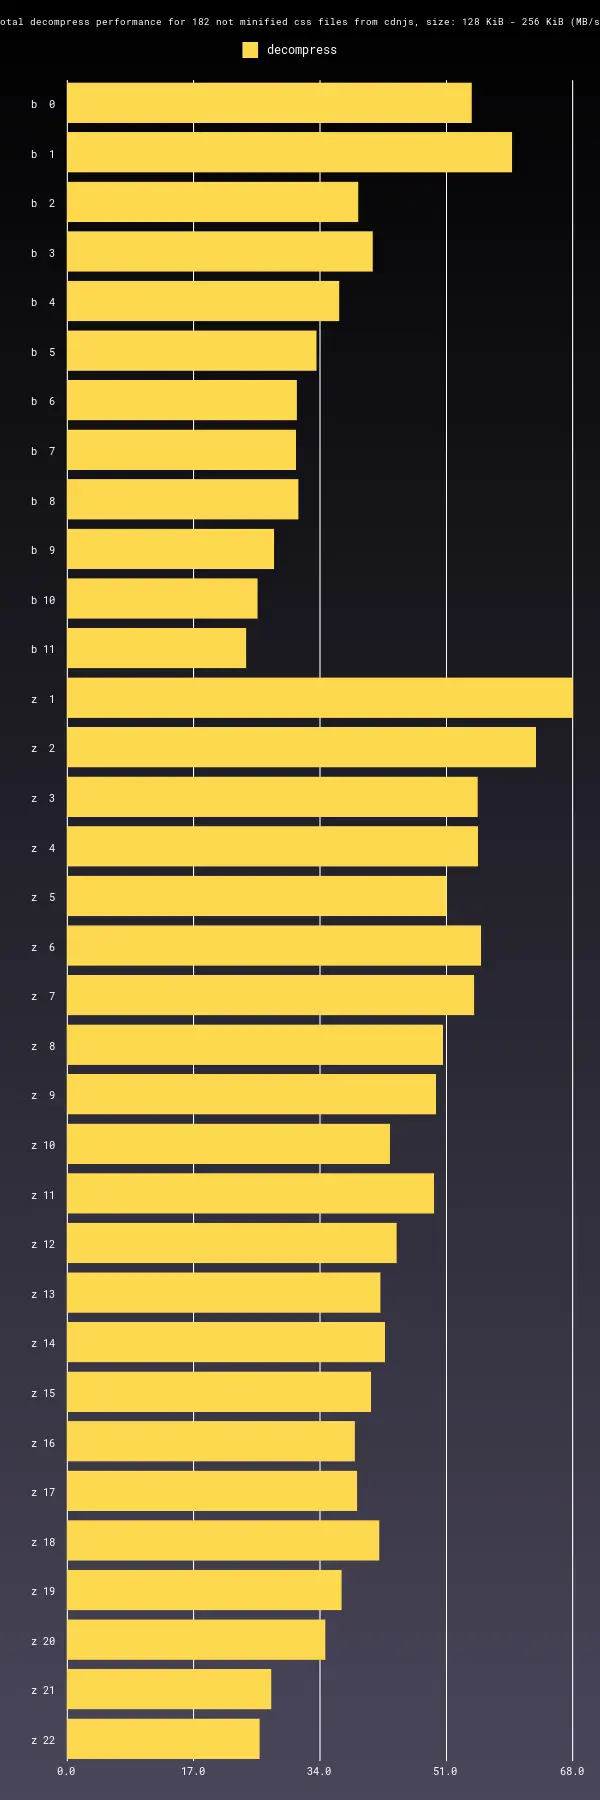 otal decompress performance for 182 not minified css files from cdnjs, size: 128 KiB - 256 KiB (MB/s
decompress
b 0
b 1
b 2
b 3
b 4
b 5
b 6
b 7
b 8
b 9
b 10
b 11
z 1
z 2
z 3
z 4
z 5
z 6
z 7
z 8
z 9
z 10
z 11
z 12
z 13
z 14
z 15
z 16
z 17
z 18
z 19
z 20
z 21
z 22
0.0 17.0 34.0 51.0 68.0